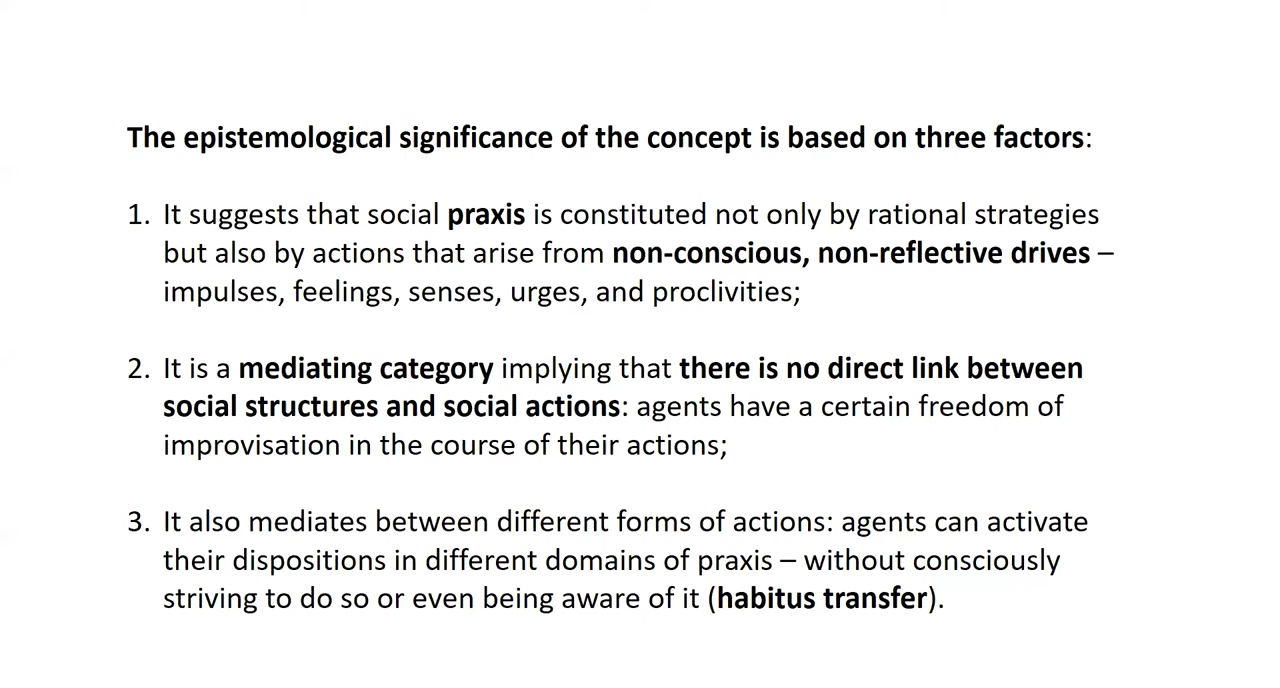 The epistemological significance of the concept is based on three factors:
1. It suggests that social praxis is constituted not only by rational strategies
but also by actions that arise from non-conscious, non-reflective drives –
impulses, feelings, senses, urges, and proclivities;
2. It is a mediating category implying that there is no direct link between
social structures and social actions: agents have a certain freedom of
improvisation in the course of their actions;
3. It also mediates between different forms of actions: agents can activate
their dispositions in different domains of praxis – without consciously
striving to do so or even being aware of it (habitus transfer).